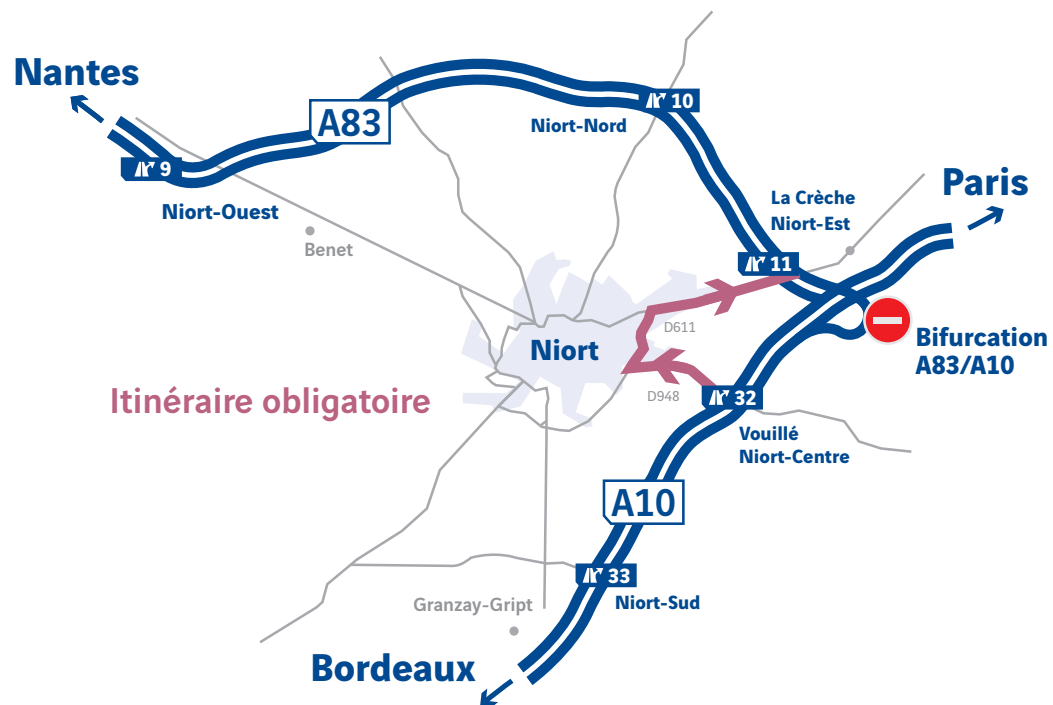 Nantes
A83
10
Niort-Nord
9
Niort-Ouest
Benet
La Crèche
Niort-Est
Paris
11
D611
Niort
Bifurcation
A83/A10
Itinéraire obligatoire
D948
32
Vouillé
Niort-Centre
A10
33
Niort-Sud
Granzay-Gript
Bordeaux